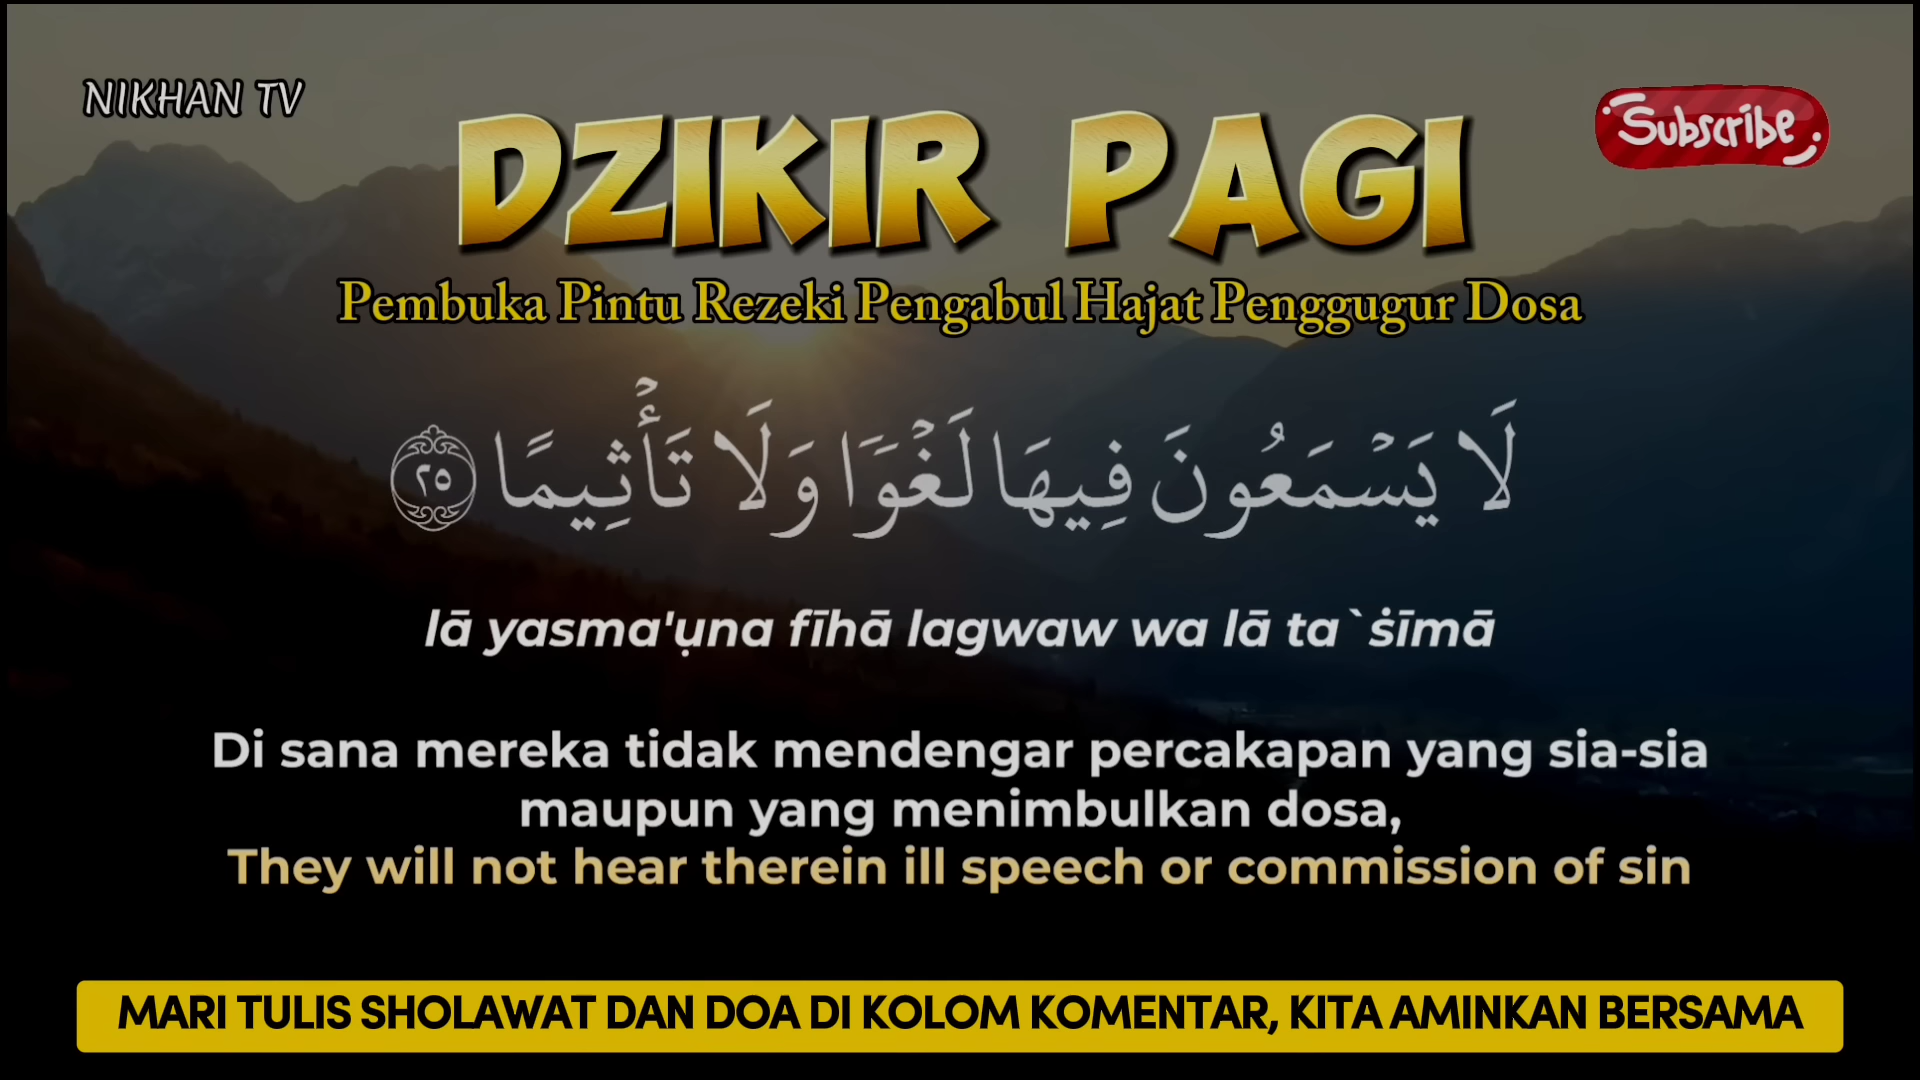 NIKHAN TV
Subscribe
DZIKIR PAGI
Pembuka Pintu Rezeki Pengabul Hajat Penggugur Dosa
لَا يَسْمَعُونَ فِيهَا لَغْوًا وَلَا تَأْثِيمًا ٢٥
lā yasma'ụna fīhā lagwaw wa lā ta`ṡīmā
Di sana mereka tidak mendengar percakapan yang sia-sia
maupun yang menimbulkan dosa,
They will not hear therein ill speech or commission of sin
MARI TULIS SHOLAWAT DAN DOA DI KOLOM KOMENTAR, KITA AMINKAN BERSAMA